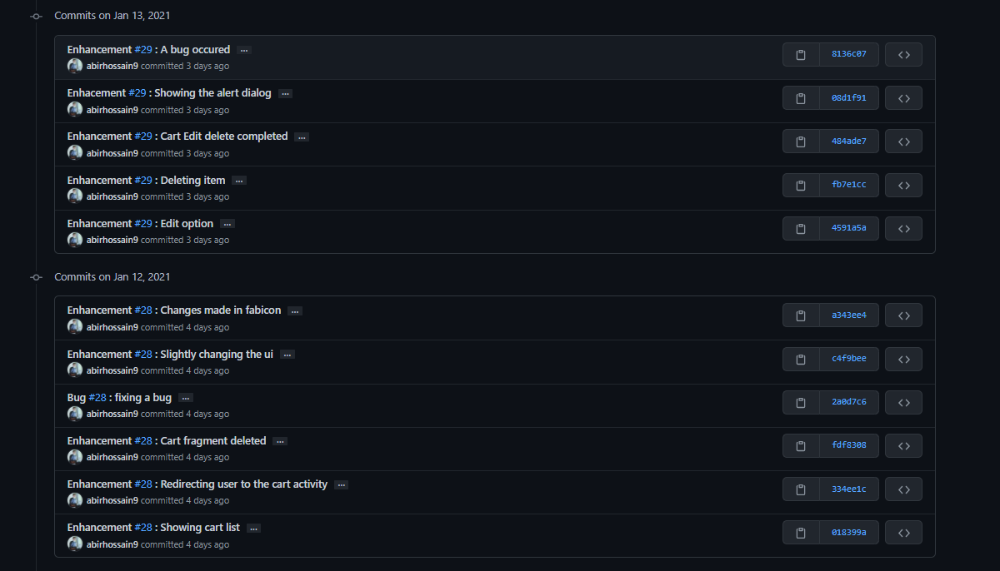 Commits on Jan 13, 2021
Enhancement #29 : A bug occured ...
abirhossain9 committed 3 days ago
8136c07
Enhacement #29 : Showing the alert dialog ...
abirhossain9 committed 3 days ago
08d1f91
Enhancement #29 : Cart Edit delete completed ...
abirhossain9 committed 3 days ago
484ade7
Enhancement #29 : Deleting item ...
abirhossain9 committed 3 days ago
fb7e1cc
Enhancement #29 : Edit option ...
abirhossain9 committed 3 days ago
4591a5a
Commits on Jan 12, 2021
Enhancement #28 : Changes made in fabicon ...
abirhossain9 committed 4 days ago
a343ee4
Enhancement #28 : Slightly changing the ui ...
abirhossain9 committed 4 days ago
c4f9bee
Bug #28 : fixing a bug ...
abirhossain9 committed 4 days ago
2a0d7c6
Enhancement #28 : Cart fragment deleted ...
abirhossain9 committed 4 days ago
fdf8308
Enhancement #28 : Redirecting user to the cart activity ...
abirhossain9 committed 4 days ago
334ee1c
Enhancement #28 : Showing cart list ...
abirhossain9 committed 4 days ago
018399a